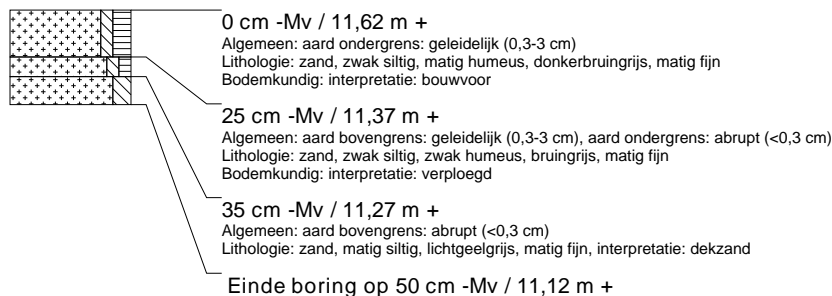 0 cm -Mv / 11,62 m +
Algemeen: aard ondergrens: geleidelijk (0,3-3 cm)
Lithologie: zand, zwak siltig, matig humeus, donkerbruingrijs, matig fijn
Bodemkundig: interpretatie: bouwvoor
25 cm -Mv / 11,37 m +
Algemeen: aard bovengrens: geleidelijk (0,3-3 cm), aard ondergrens: abrupt (<0,3 cm)
Lithologie: zand, zwak siltig, zwak humeus, bruingrijs, matig fijn
Bodemkundig: interpretatie: verploegd
35 cm -Mv / 11,27 m +
Algemeen: aard bovengrens: abrupt (<0,3 cm)
Lithologie: zand, matig siltig, lichtgeelgrijs, matig fijn, interpretatie: dekzand
Einde boring op 50 cm -Mv / 11,12 m +